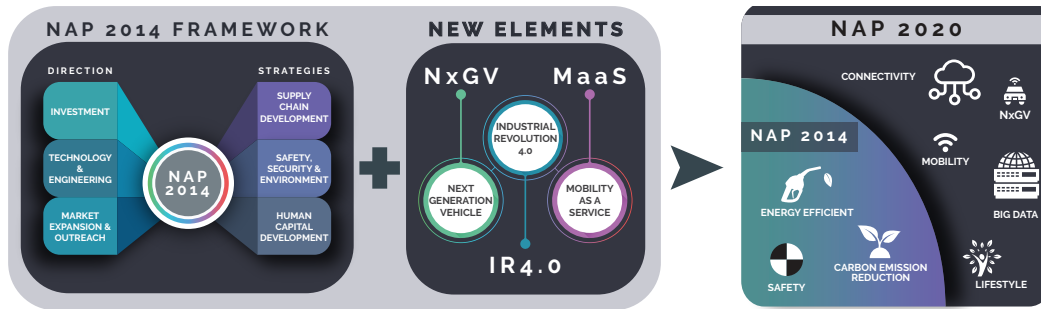 NAP 2014 FRAMEWORK
DIRECTION
STRATEGIES
INVESTMENT
TECHNOLOGY
&
ENGINEERING
MARKET
EXPANSION &
OUTREACH
NAP
2014
SUPPLY
CHAIN
DEVELOPMENT
SAFETY,
SECURITY &
ENVIRONMENT
HUMAN
CAPITAL
DEVELOPMENT
NEW ELEMENTS
NxGV
MaaS
INDUSTRIAL
REVOLUTION
4.0
NEXT
GENERATION
VEHICLE
MOBILITY
AS A
SERVICE
IR4.0
NAP 2020
CONNECTIVITY
NxGV
NAP 2014
MOBILITY
ENERGY EFFICIENT
BIG DATA
CARBON EMISSION
REDUCTION
SAFETY
LIFESTYLE